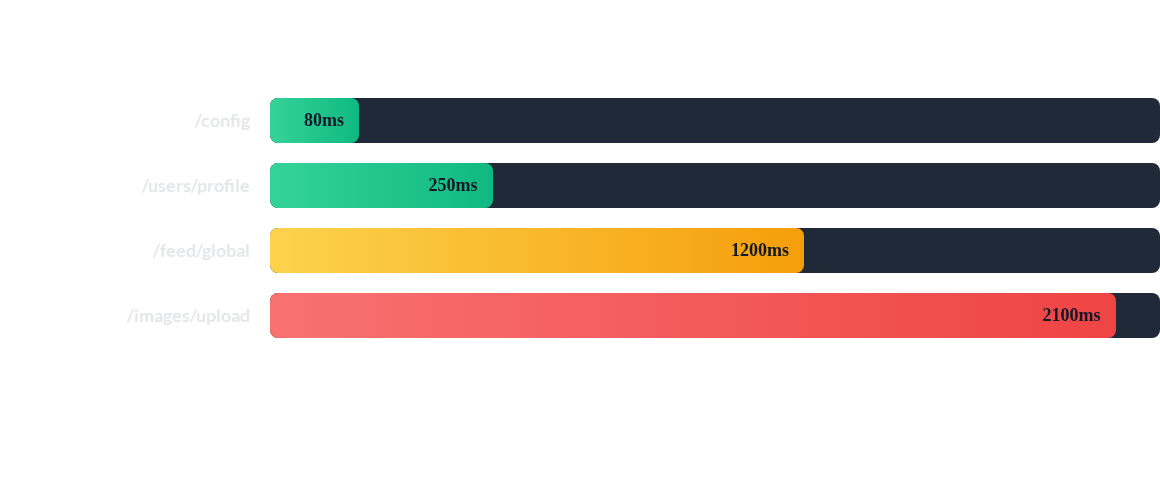 /config 80ms
/users/profile 250ms
/feed/global 1200ms
/images/upload 2100ms